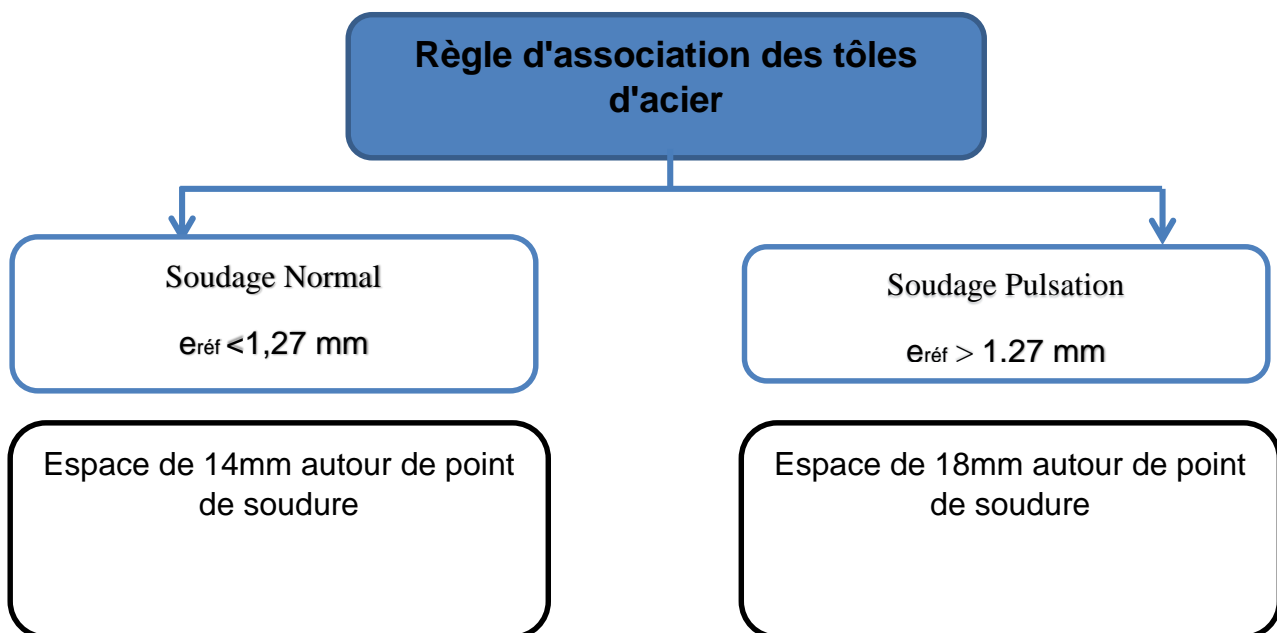 Règle d'association des tôles
d'acier
Soudage Normal
eréf <1,27 mm
Soudage Pulsation
eréf > 1.27 mm
Espace de 14mm autour de point
de soudure
Espace de 18mm autour de point
de soudure